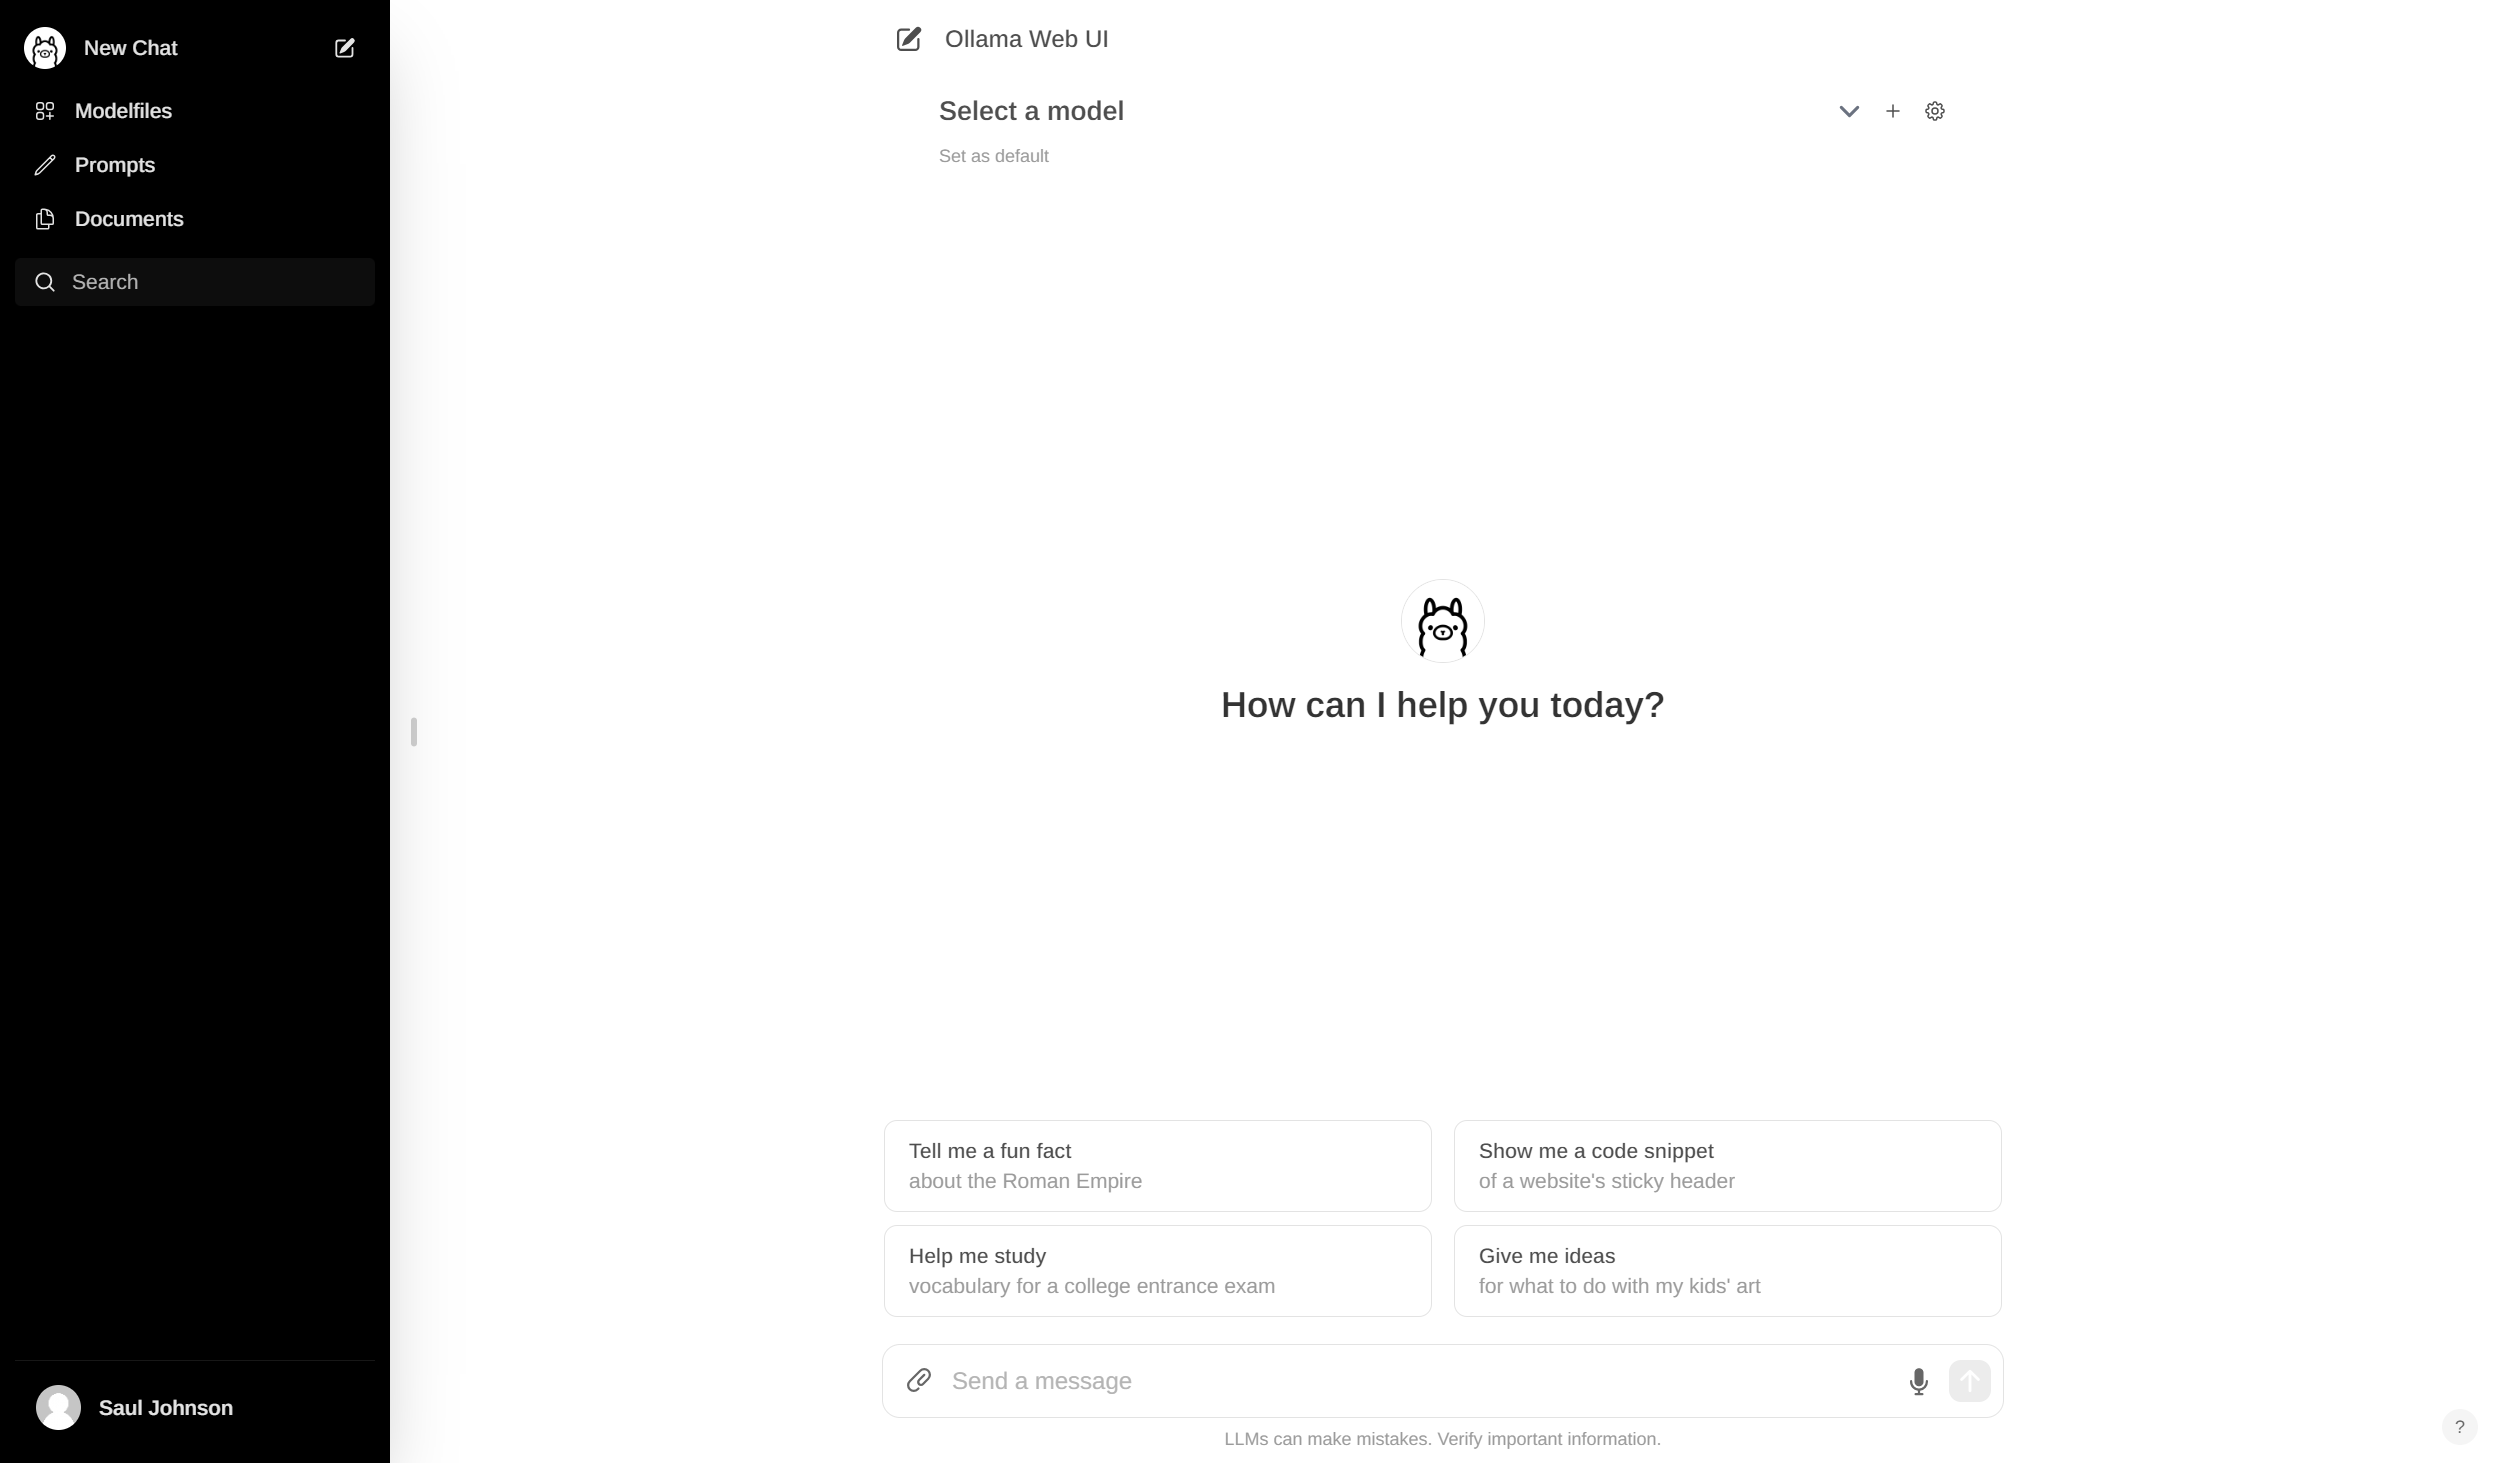 New Chat
Modelfiles
Prompts
Documents
Search
Saul Johnson
Ollama Web UI
Select a model
Set as default
How can I help you today?
Tell me a fun fact
about the Roman Empire
Show me a code snippet
of a website's sticky header
Help me study
vocabulary for a college entrance exam
Give me ideas
for what to do with my kids' art
Send a message
LLMs can make mistakes. Verify important information.
?